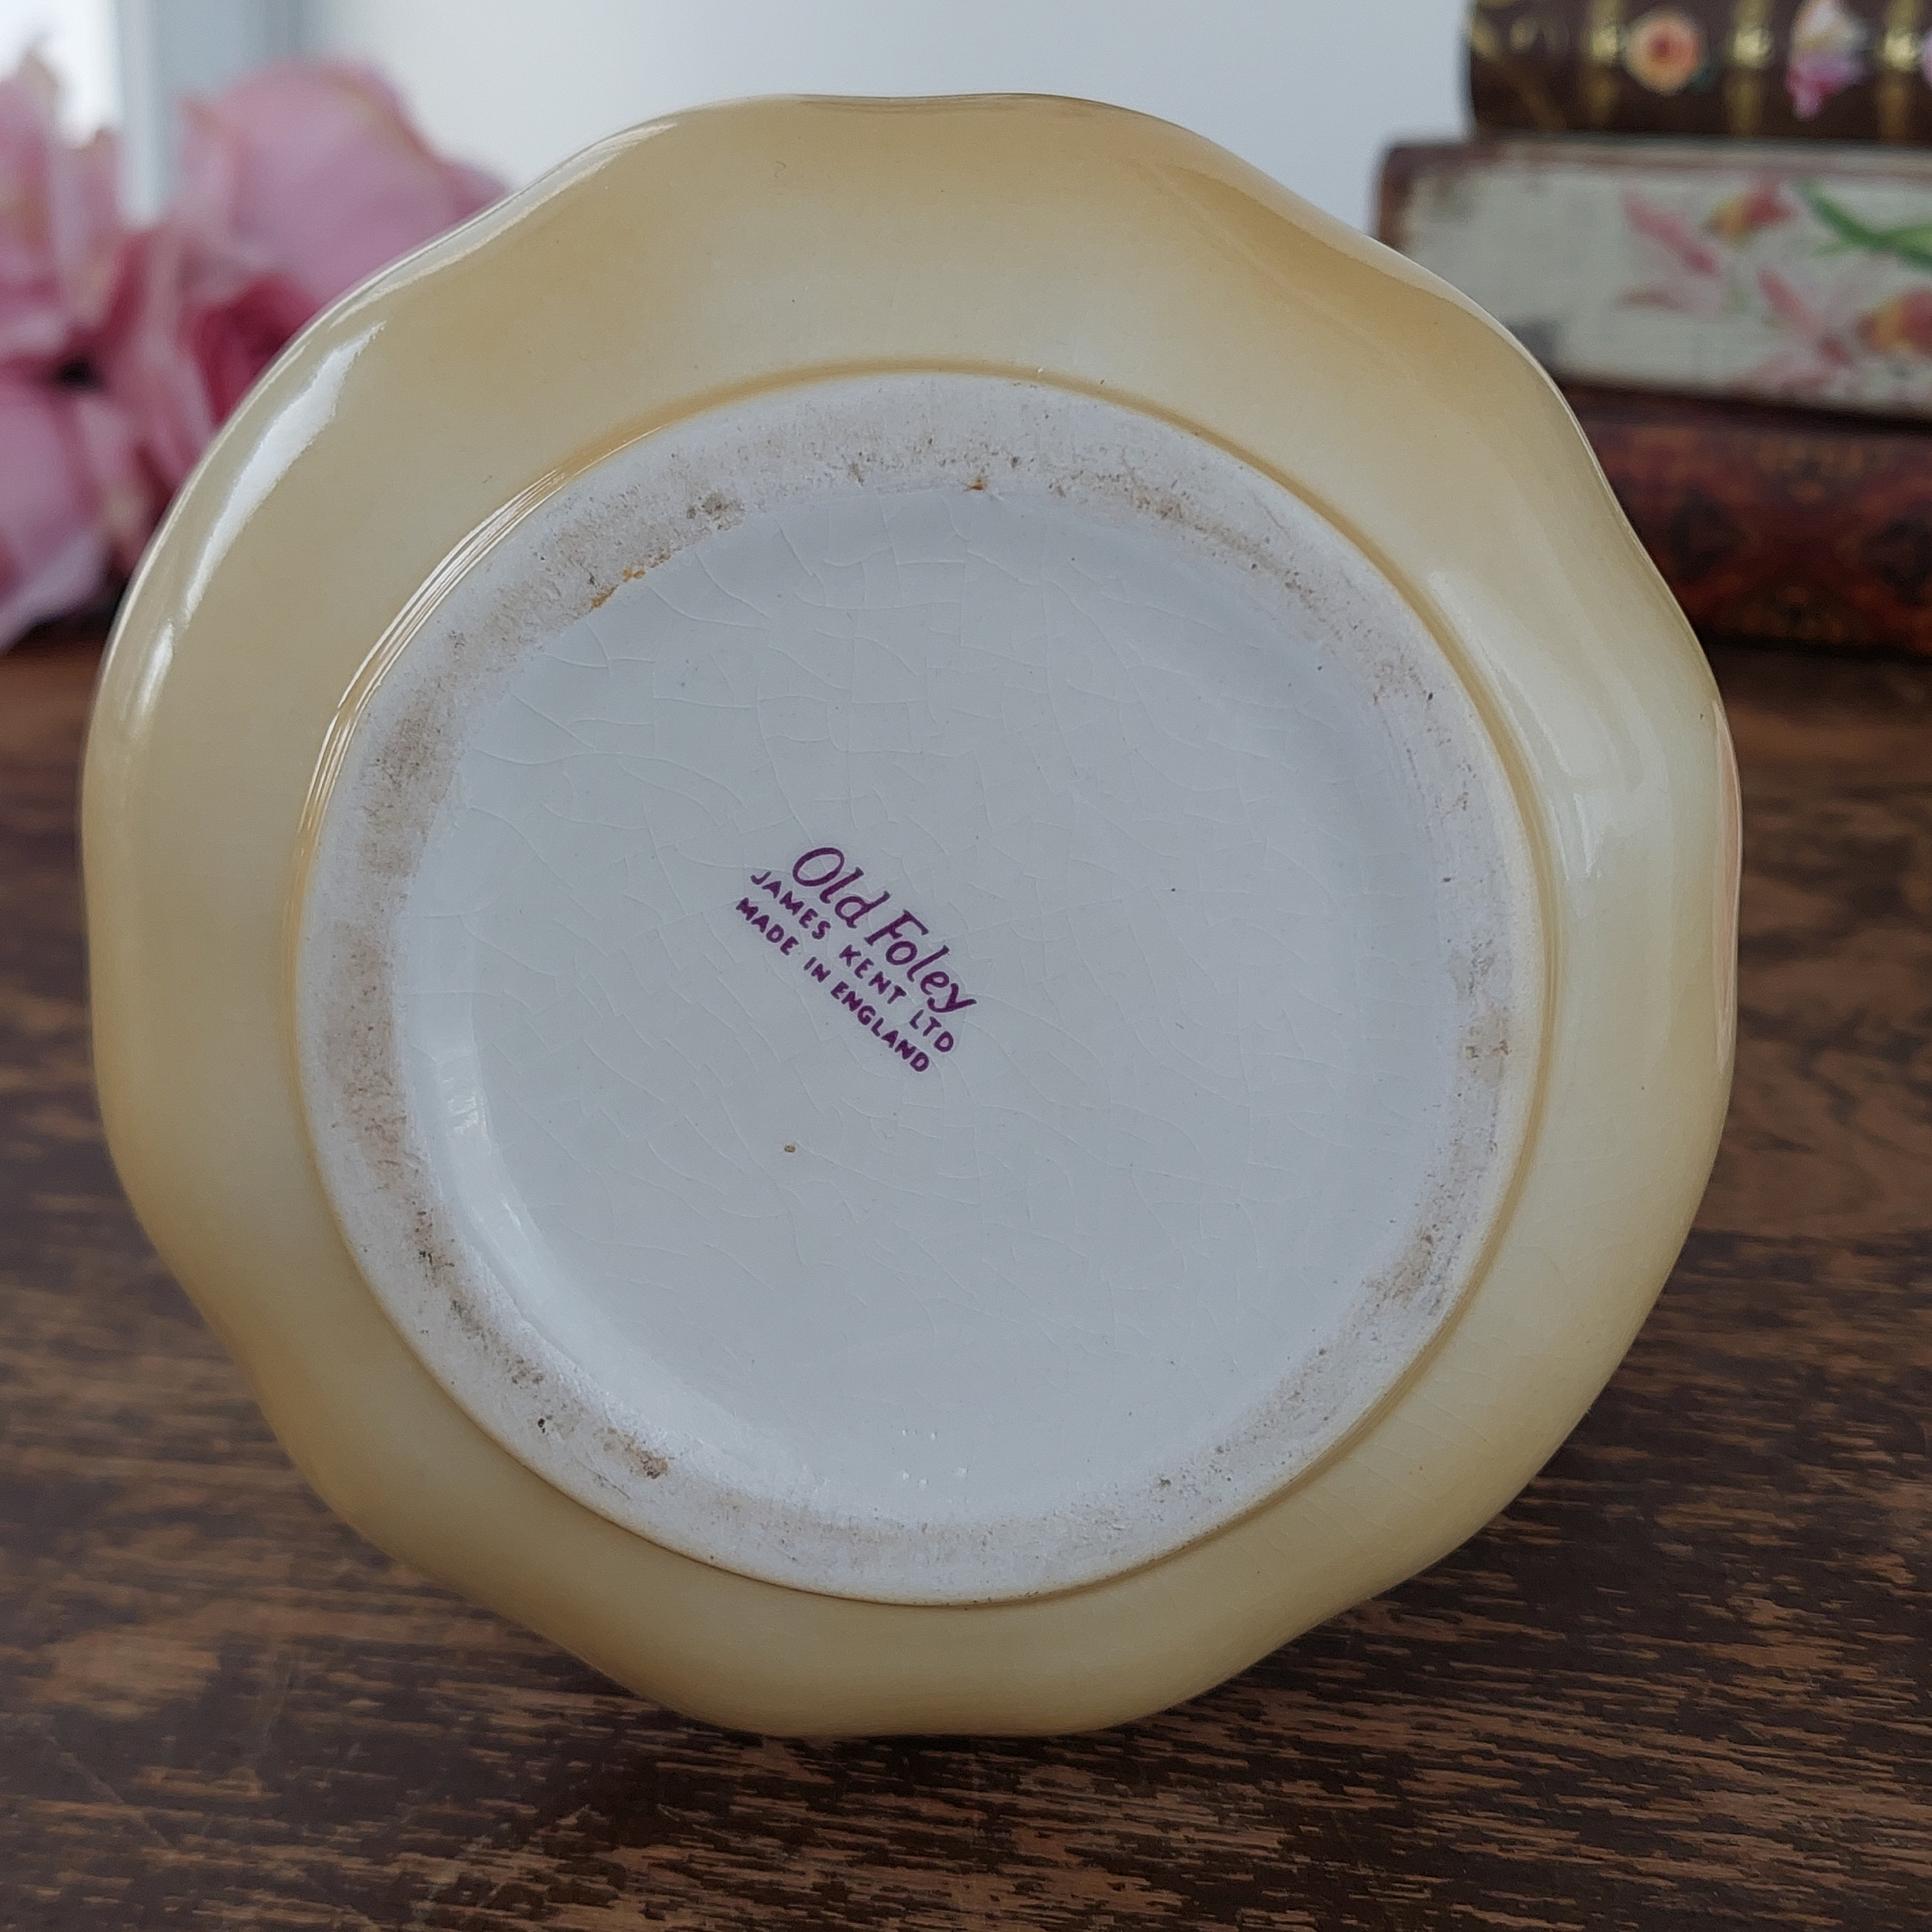 Old Foley
JAMES KENT LTD
MADE IN ENGLAND